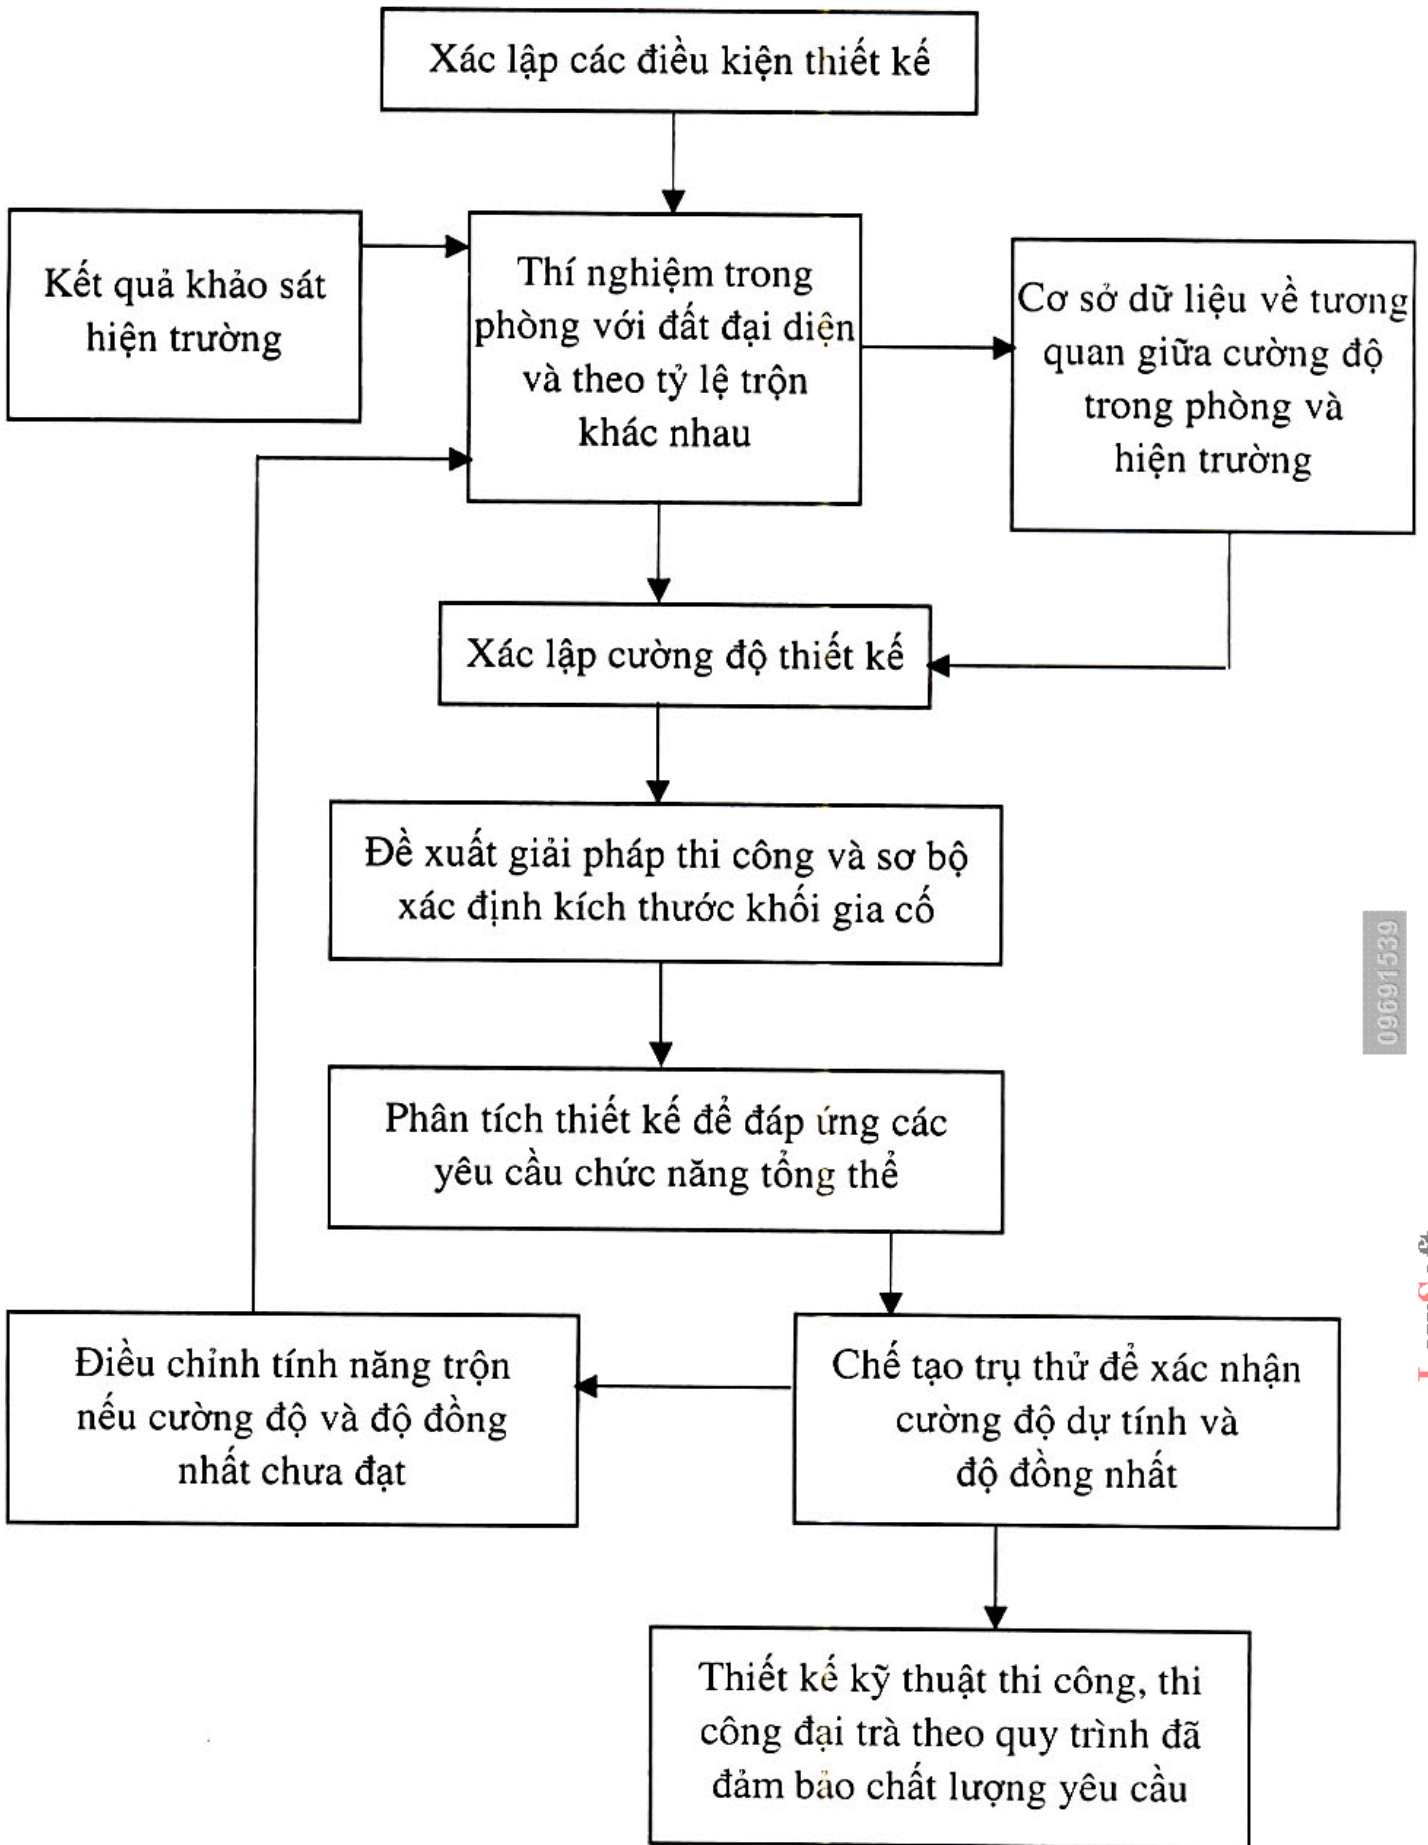 Xác lập các điều kiện thiết kế
Kết quả khảo sát
hiện trường
Thí nghiệm trong
phòng với đất đại diện
và theo tỷ lệ trộn
khác nhau
Cơ sở dữ liệu về tương
quan giữa cường độ
trong phòng và
hiện trường
Xác lập cường độ thiết kế
Đề xuất giải pháp thi công và sơ bộ
xác định kích thước khối gia cố
09691539
Phân tích thiết kế để đáp ứng các
yêu cầu chức năng tổng thể
Điều chỉnh tính năng trộn
nếu cường độ và độ đồng
nhất chưa đạt
Chế tạo trụ thử để xác nhận
cường độ dự tính và
độ đồng nhất
Thiết kế kỹ thuật thi công, thi
công đại trà theo quy trình đã
đảm bảo chất lượng yêu cầu